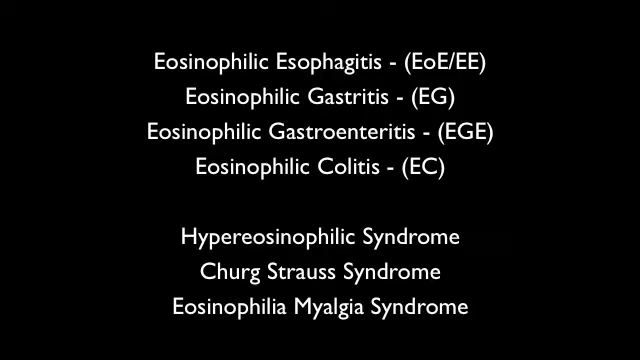 Eosinophilic Esophagitis - (EoE/EE)
Eosinophilic Gastritis - (EG)
Eosinophilic Gastroenteritis - (EGE)
Eosinophilic Colitis - (EC)
Hypereosinophilic Syndrome
Churg Strauss Syndrome
Eosinophilia Myalgia Syndrome